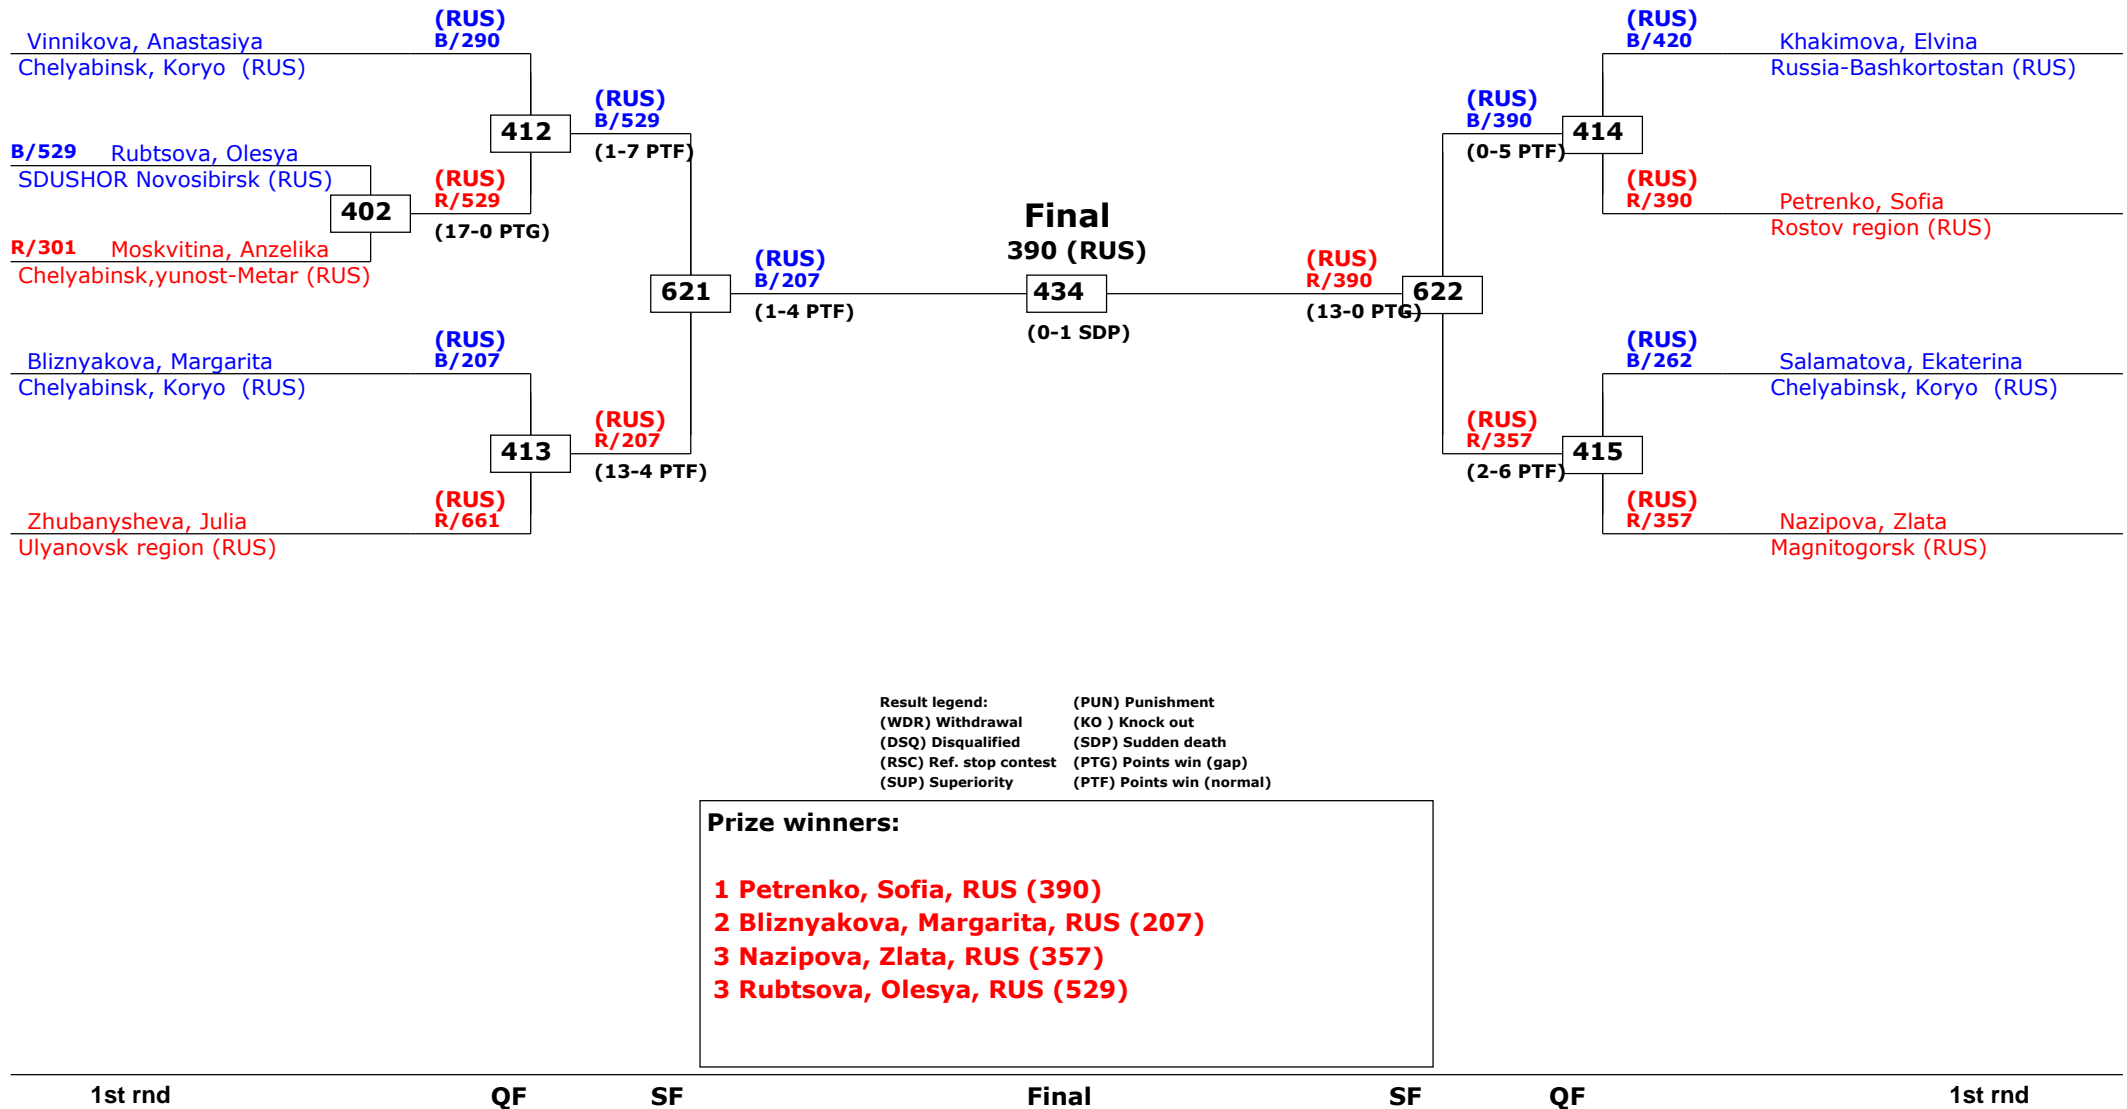 (RUS)
B/290
Vinnikova, Anastasiya
Chelyabinsk, Koryo (RUS)
412
(RUS)
B/529
(1-7 PTF)
B/529 Rubtsova, Olesya
SDUSHOR Novosibirsk (RUS)
402
(RUS)
R/529
(17-0 PTG)
R/301 Moskvitina, Anzelika
Chelyabinsk,yunost-Metar (RUS)
621
(RUS)
B/207
(1-4 PTF)
(RUS)
B/207
Bliznyakova, Margarita
Chelyabinsk, Koryo (RUS)
413
(RUS)
R/207
(13-4 PTF)
(RUS)
R/661
Zhubanysheva, Julia
Ulyanovsk region (RUS)
Final
390 (RUS)
434
(0-1 SDP)
(RUS)
B/420
Khakimova, Elvina
Russia-Bashkortostan (RUS)
(RUS)
B/390
(0-5 PTF)
414
(RUS)
R/390
Petrenko, Sofia
Rostov region (RUS)
(RUS)
R/390
(13-0 PTG)
622
(RUS)
B/262
Salamatova, Ekaterina
Chelyabinsk, Koryo (RUS)
(RUS)
R/357
(2-6 PTF)
415
(RUS)
R/357
Nazipova, Zlata
Magnitogorsk (RUS)
Result legend: (PUN) Punishment
(WDR) Withdrawal (KO ) Knock out
(DSQ) Disqualified (SDP) Sudden death
(RSC) Ref. stop contest (PTG) Points win (gap)
(SUP) Superiority (PTF) Points win (normal)
Prize winners:
1 Petrenko, Sofia, RUS (390)
2 Bliznyakova, Margarita, RUS (207)
3 Nazipova, Zlata, RUS (357)
3 Rubtsova, Olesya, RUS (529)
1st rnd QF SF Final SF QF 1st rnd